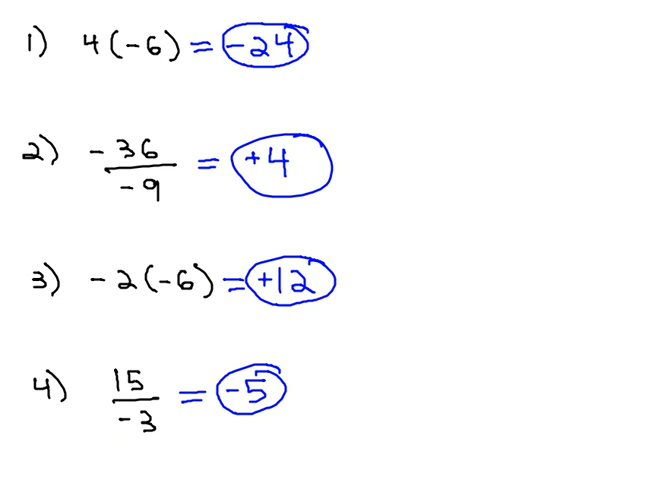 1) 4(-6) = -24
2) -36/-9 = +4
3) -2(-6) = +12
4) 15/-3 = -5